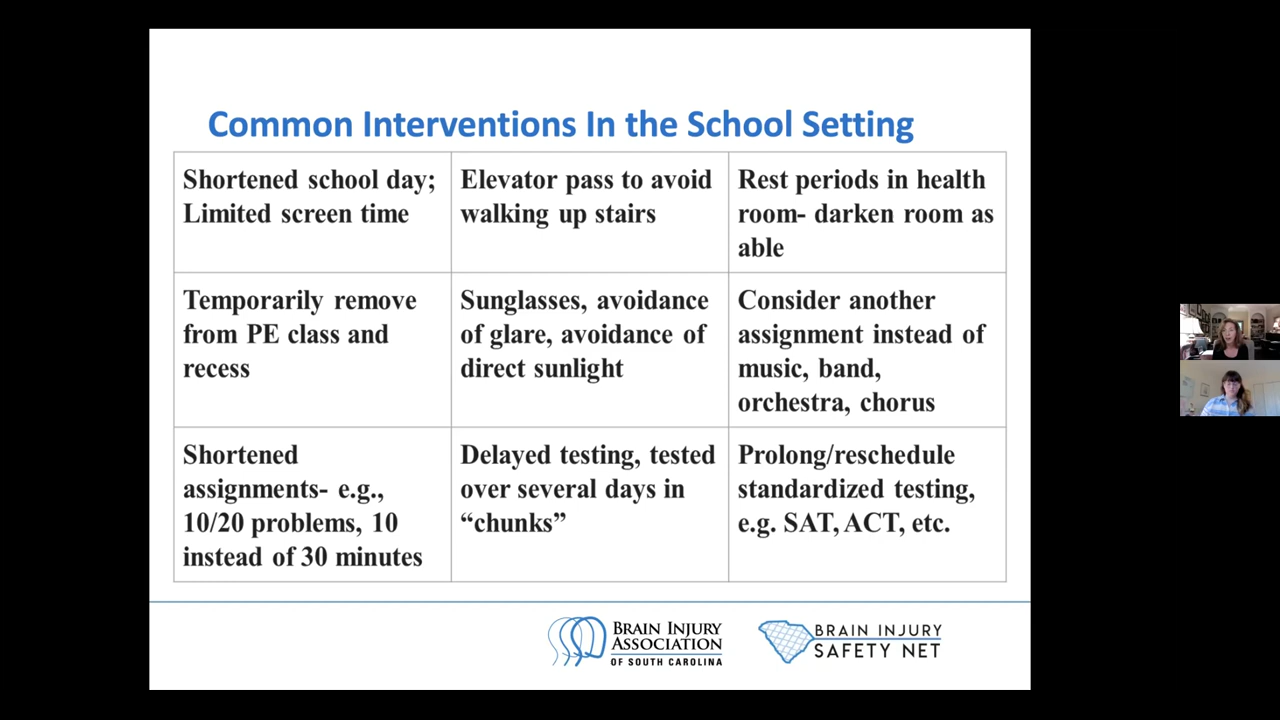 Common Interventions In the School Setting
Shortened school day;
Limited screen time
Elevator pass to avoid
walking up stairs
Rest periods in health
room- darken room as
able
Temporarily remove
from PE class and
recess
Sunglasses, avoidance
of glare, avoidance of
direct sunlight
Consider another
assignment instead of
music, band,
orchestra, chorus
Shortened
assignments- e.g.,
10/20 problems, 10
instead of 30 minutes
Delayed testing, tested
over several days in
“chunks”
Prolong/reschedule
standardized testing,
e.g. SAT, ACT, etc.
BRAIN INJURY
ASSOCIATION
OF SOUTH CAROLINA
BRAIN INJURY
SAFETY NET